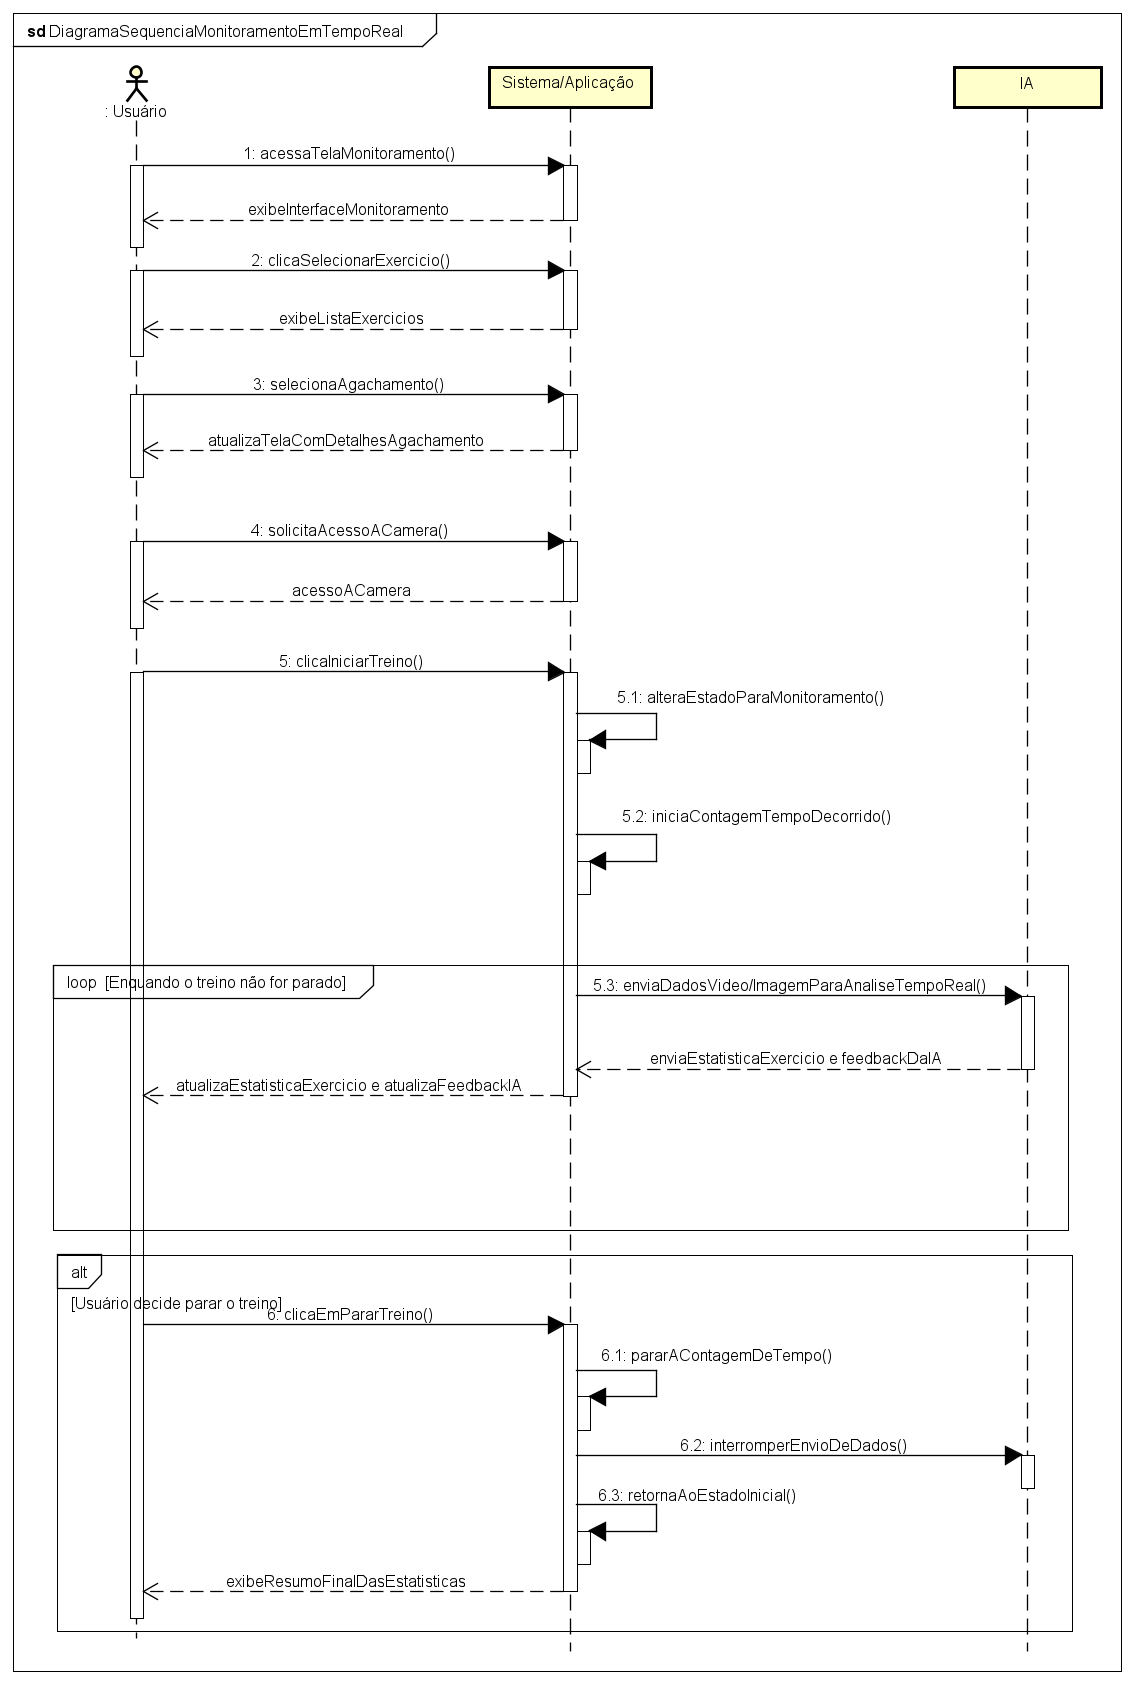 sd DiagramaSequenciaMonitoramentoEmTempoReal
: Usuário
Sistema/Aplicação
IA
1: acessaTelaMonitoramento()
exibeInterfaceMonitoramento
2: clicaSelecionarExercicio()
exibeListaExercicios
3: selecionaAgachamento()
atualizaTelaComDetalhesAgachamento
4: solicitaAcessoACamera()
acessoACamera
5: clicaIniciarTreino()
5.1: alteraEstadoParaMonitoramento()
5.2: iniciaContagemTempoDecorrido()
loop [Enquando o treino não for parado]
5.3: enviaDadosVideo/ImagemParaAnaliseTempoReal()
enviaEstatisticaExercicio e feedbackDaIA
atualizaEstatisticaExercicio e atualizaFeedbackIA
alt
[Usuário decide parar o treino]
6: clicaEmPararTreino()
6.1: pararAContagemDeTempo()
6.2: interromperEnvioDeDados()
6.3: retornaAoEstadoInicial()
exibeResumoFinalDasEstatisticas